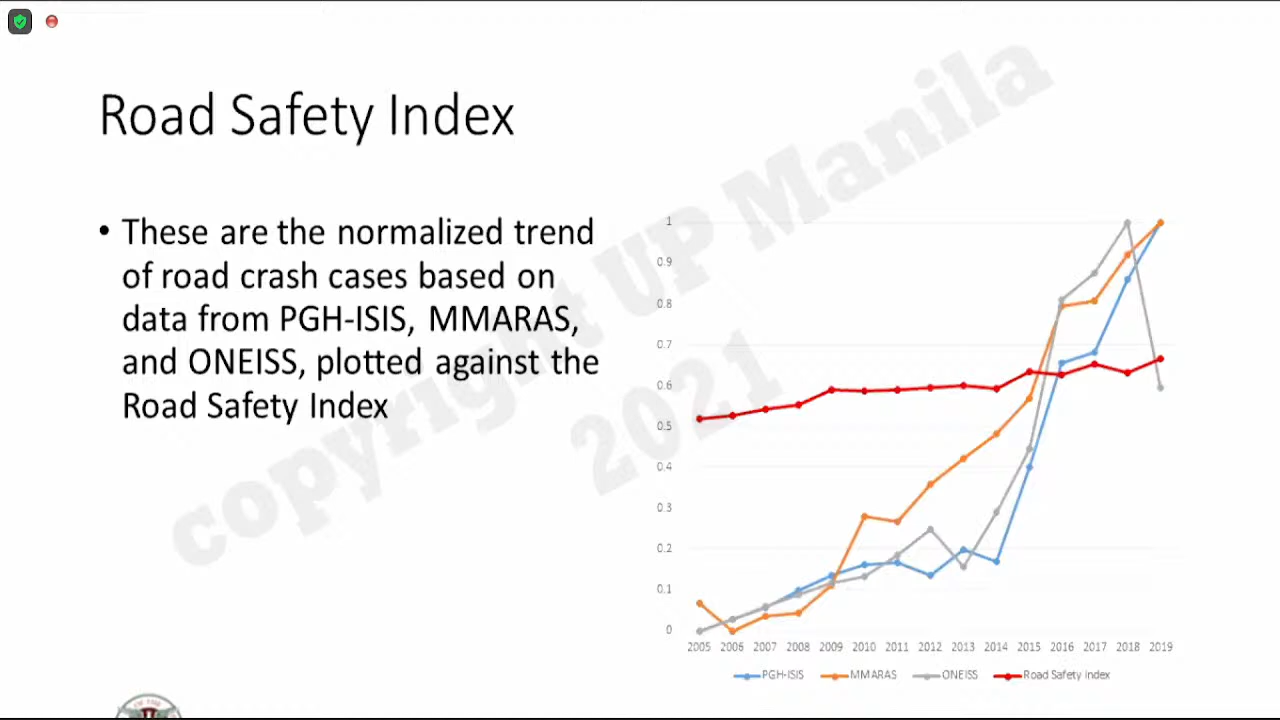 Road Safety Index
• These are the normalized trend
of road crash cases based on
data from PGH-ISIS, MMARAS,
and ONEISS, plotted against the
Road Safety Index
copyright UP Manila
2021
1
0.9
0.8
0.7
0.6
0.5
0.4
0.3
0.2
0.1
0
2005 2006 2007 2008 2009 2010 2011 2012 2013 2014 2015 2016 2017 2018 2019
PGH-ISIS MMARAS ONEISS Road Safety Index